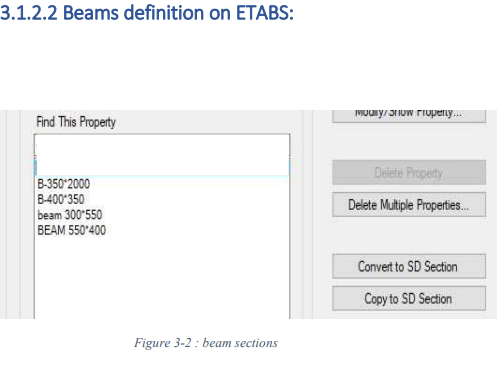 3.1.2.2 Beams definition on ETABS:
Find This Property
Modify/Show Property...
B-350*2000
B-400*350
beam 300*550
BEAM 550*400
Delete Property
Delete Multiple Properties...
Convert to SD Section
Copy to SD Section
Figure 3-2 : beam sections